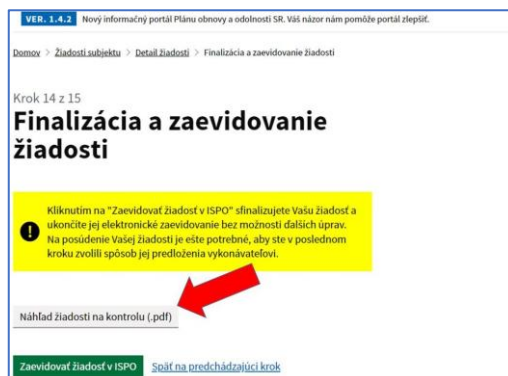 VER. 1.4.2 Nový informačný portál Plánu obnovy a odolnosti SR. Váš názor nám pomôže portál zlepšiť.
Domov > Žiadosti subjektu > Detail žiadosti > Finalizácia a zaevidovanie žiadosti
Krok 14 z 15
Finalizácia a zaevidovanie
žiadosti
Kliknutím na "Zaevidovať žiadosť v ISPO" sfinalizujete Vašu žiadosť a
ukončíte jej elektronické zaevidovanie bez možnosti ďalších úprav.
Na posúdenie Vašej žiadosti je ešte potrebné, aby ste v poslednom
kroku zvolili spôsob jej predloženia vykonávateľovi.
Náhľad žiadosti na kontrolu (.pdf)
Zaevidovať žiadosť v ISPO Späť na predchádzajúci krok